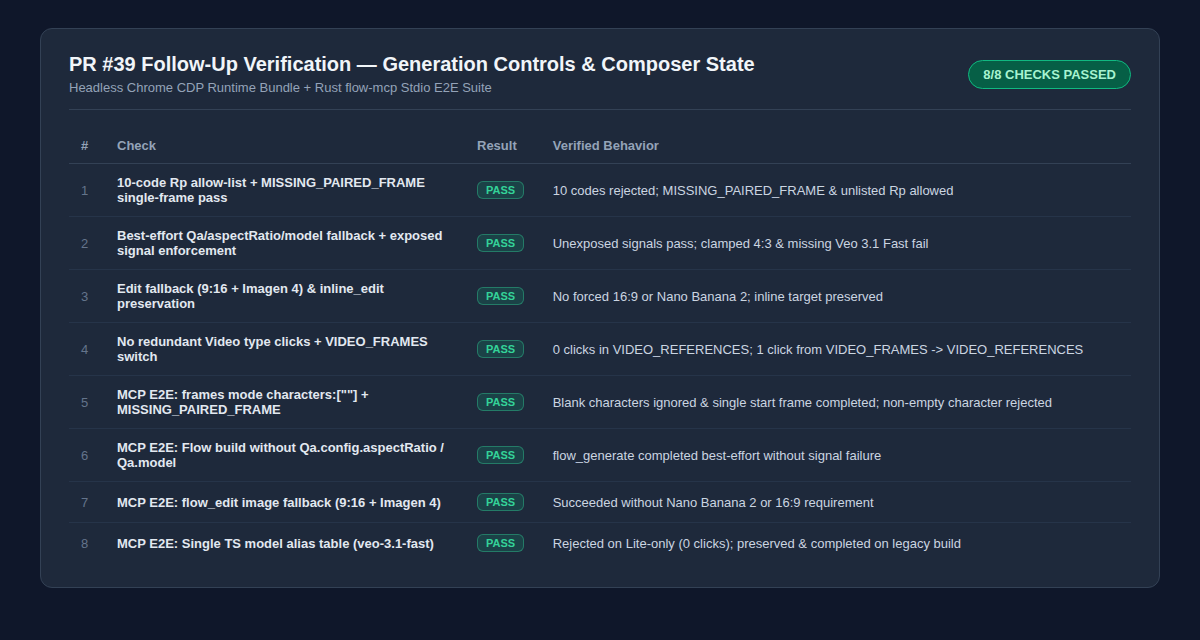 PR #39 Follow-Up Verification — Generation Controls & Composer State
Headless Chrome CDP Runtime Bundle + Rust flow-mcp Stdio E2E Suite
8/8 CHECKS PASSED
# Check Result Verified Behavior
1 10-code Rp allow-list + MISSING_PAIRED_FRAME
single-frame pass
PASS 10 codes rejected; MISSING_PAIRED_FRAME & unlisted Rp allowed
2 Best-effort Qa/aspectRatio/model fallback + exposed
signal enforcement
PASS Unexposed signals pass; clamped 4:3 & missing Veo 3.1 Fast fail
3 Edit fallback (9:16 + Imagen 4) & inline_edit
preservation
PASS No forced 16:9 or Nano Banana 2; inline target preserved
4 No redundant Video type clicks + VIDEO_FRAMES
switch
PASS 0 clicks in VIDEO_REFERENCES; 1 click from VIDEO_FRAMES -> VIDEO_REFERENCES
5 MCP E2E: frames mode characters:[""] +
MISSING_PAIRED_FRAME
PASS Blank characters ignored & single start frame completed; non-empty character rejected
6 MCP E2E: Flow build without Qa.config.aspectRatio /
Qa.model
PASS flow_generate completed best-effort without signal failure
7 MCP E2E: flow_edit image fallback (9:16 + Imagen 4) PASS Succeeded without Nano Banana 2 or 16:9 requirement
8 MCP E2E: Single TS model alias table (veo-3.1-fast) PASS Rejected on Lite-only (0 clicks); preserved & completed on legacy build